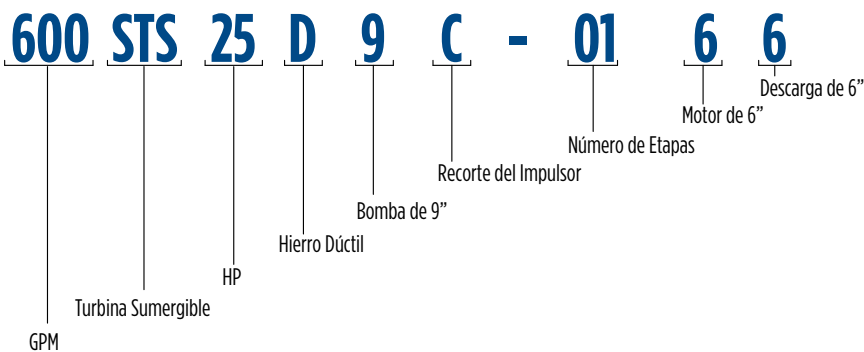 600 STS 25 D 9 C - 01 6 6
Descarga de 6”
Motor de 6”
Número de Etapas
Recorte del Impulsor
Bomba de 9”
Hierro Dúctil
HP
Turbina Sumergible
GPM